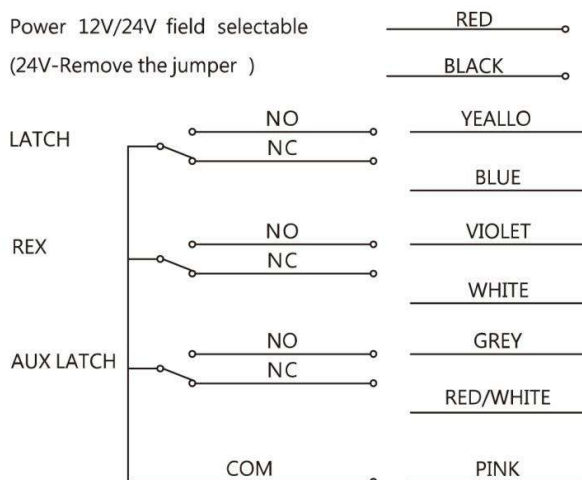 Power 12V/24V field selectable
RED
(24V-Remove the jumper )
BLACK
LATCH
NO
YEALLO
NC
BLUE
REX
NO
VIOLET
NC
WHITE
AUX LATCH
NO
GREY
NC
RED/WHITE
COM
PINK